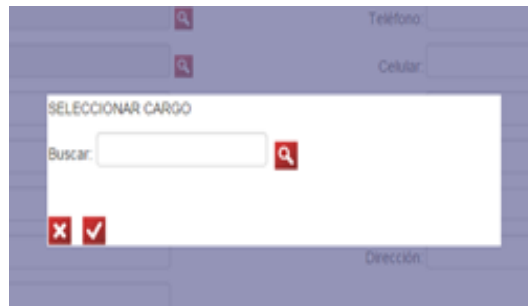 Teléfono:
Celular:
SELECCIONAR CARGO
Buscar:
Dirección: